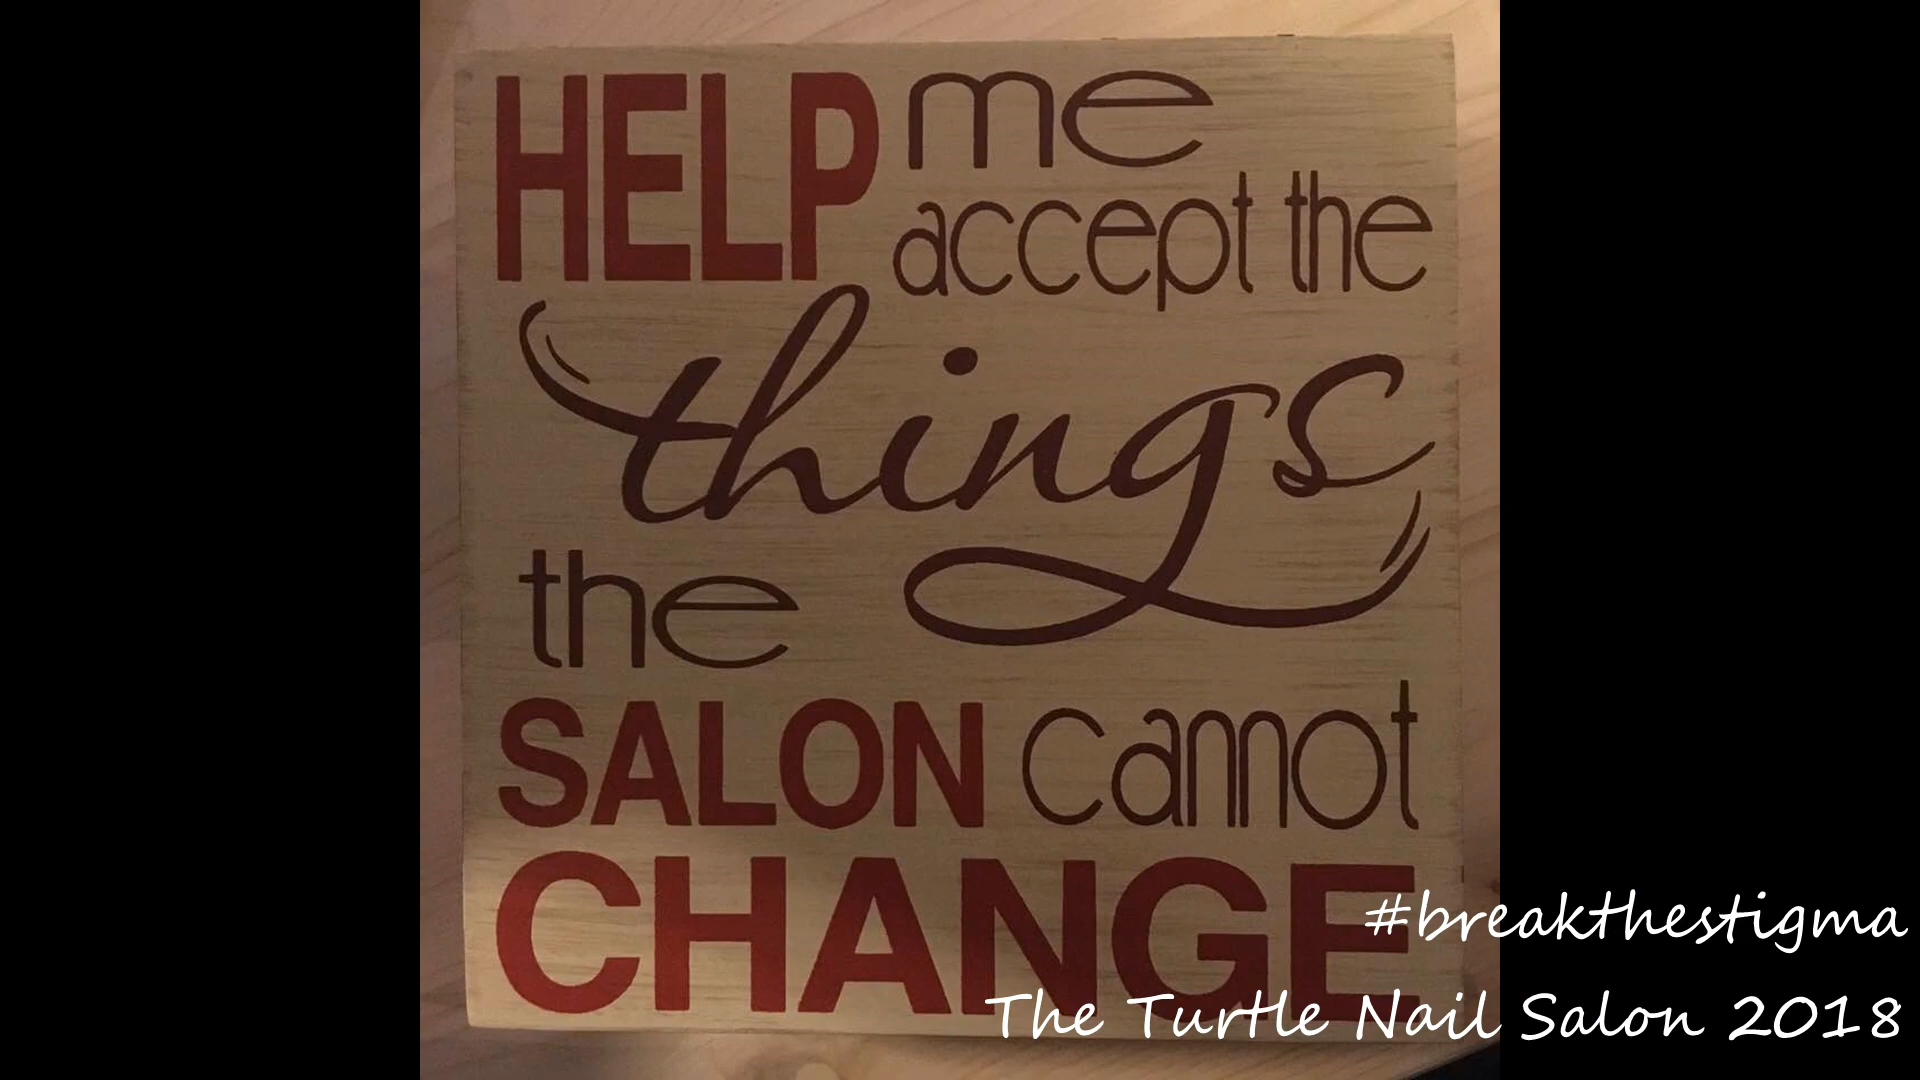 HELP me
accept the
things
the
SALON cannot
CHANGE
#breakthestigma
The Turtle Nail Salon 2018